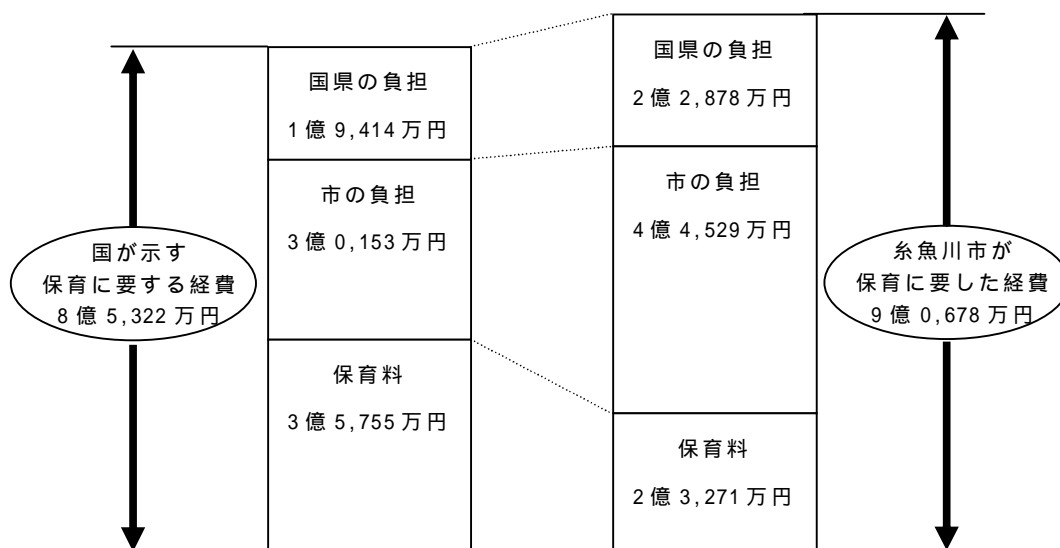 国が示す
保育に要する経費
8億5,322万円
国県の負担
1億9,414万円
市の負担
3億0,153万円
保育料
3億5,755万円
国県の負担
2億2,878万円
市の負担
4億4,529万円
保育料
2億3,271万円
糸魚川市が
保育に要した経費
9億0,678万円